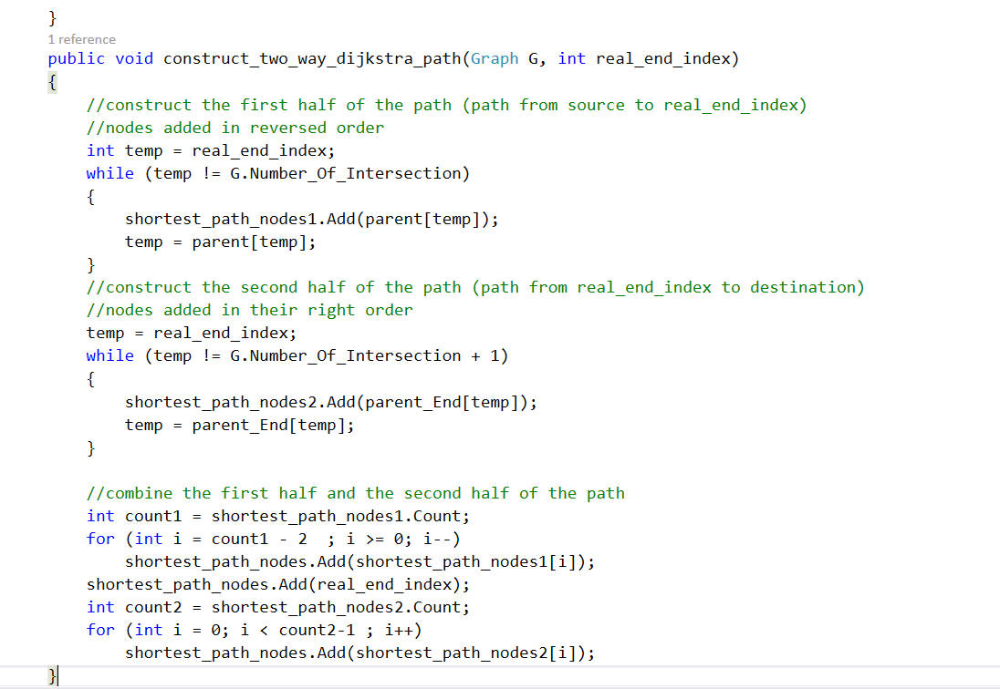 }
1 reference
public void construct_two_way_dijkstra_path(Graph G, int real_end_index)
{
//construct the first half of the path (path from source to real_end_index)
//nodes added in reversed order
int temp = real_end_index;
while (temp != G.Number_Of_Intersection)
{
shortest_path_nodes1.Add(parent[temp]);
temp = parent[temp];
}
//construct the second half of the path (path from real_end_index to destination)
//nodes added in their right order
temp = real_end_index;
while (temp != G.Number_Of_Intersection + 1)
{
shortest_path_nodes2.Add(parent_End[temp]);
temp = parent_End[temp];
}
//combine the first half and the second half of the path
int count1 = shortest_path_nodes1.Count;
for (int i = count1 - 2  ; i >= 0; i--)
shortest_path_nodes.Add(shortest_path_nodes1[i]);
shortest_path_nodes.Add(real_end_index);
int count2 = shortest_path_nodes2.Count;
for (int i = 0; i < count2-1 ; i++)
shortest_path_nodes.Add(shortest_path_nodes2[i]);
}